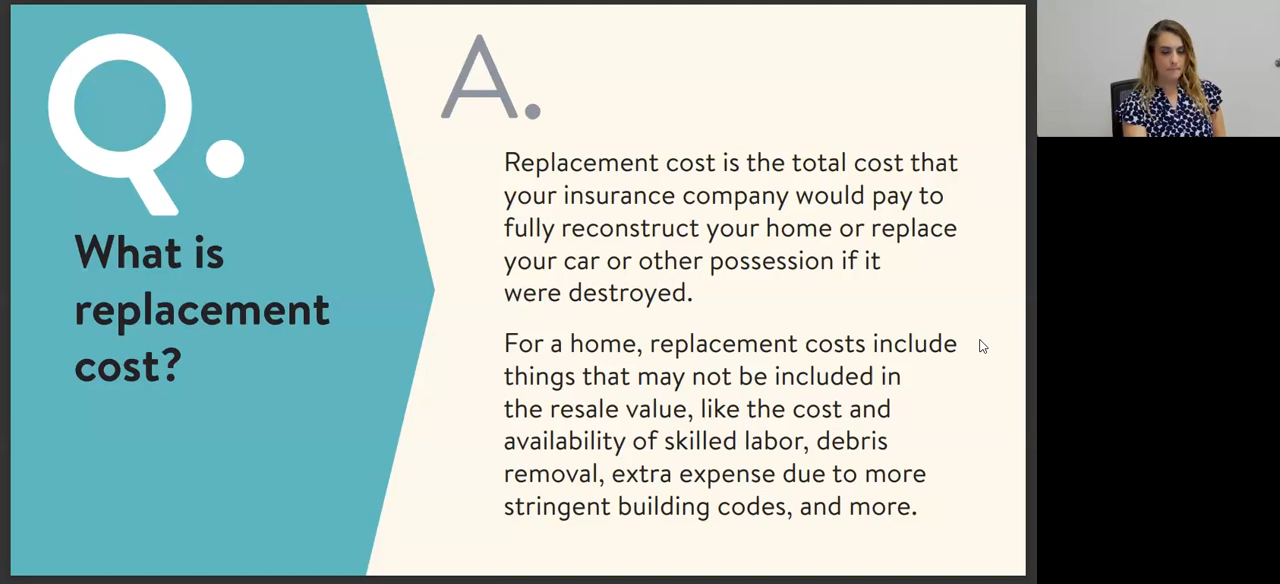 Q.
What is
replacement
cost?
A.
Replacement cost is the total cost that
your insurance company would pay to
fully reconstruct your home or replace
your car or other possession if it
were destroyed.
For a home, replacement costs include
things that may not be included in
the resale value, like the cost and
availability of skilled labor, debris
removal, extra expense due to more
stringent building codes, and more.